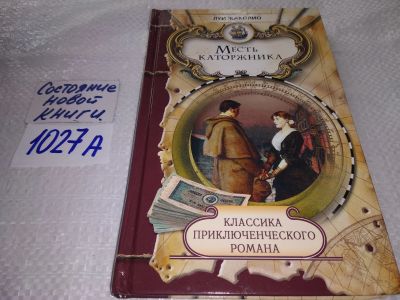 Состояние
новой
книги.
1027А
ЛУИ ЖАКОЛИО
МЕСТЬ
КАТОРЖНИКА
КЛАССИКА
ПРИКЛЮЧЕНЧЕСКОГО
РОМАНА